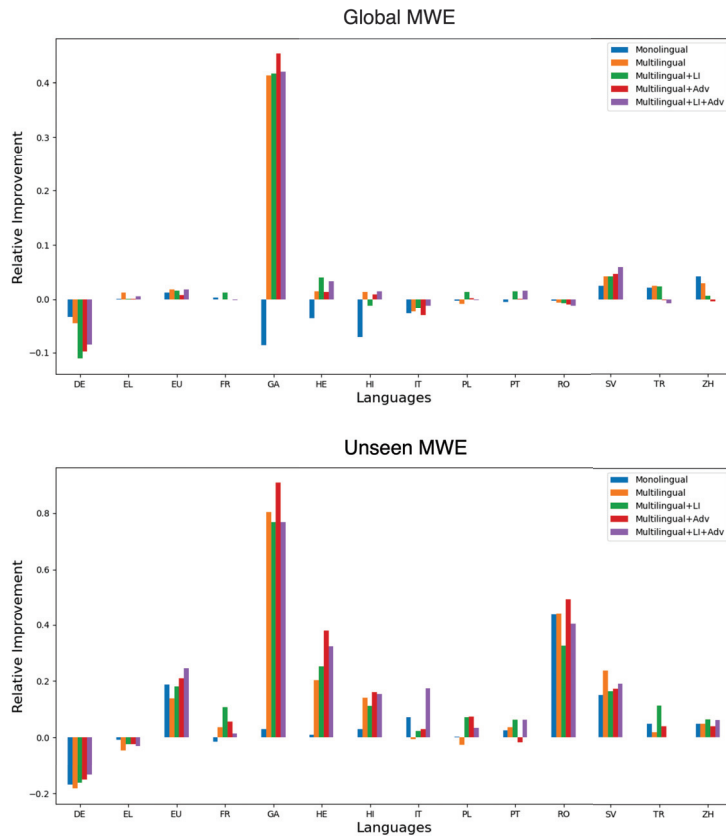 Global MWE
Monolingual
Multilingual
Multilingual+LI
Multilingual+Adv
Multilingual+LI+Adv
0.4
0.3
0.2
0.1
0.0
−0.1
Relative Improvement
DE EL EU FR GA HE HI IT PL PT RO SV TR ZH
Languages
Unseen MWE
Monolingual
Multilingual
Multilingual+LI
Multilingual+Adv
Multilingual+LI+Adv
0.8
0.6
0.4
0.2
0.0
−0.2
Relative Improvement
DE EL EU FR GA HE HI IT PL PT RO SV TR ZH
Languages